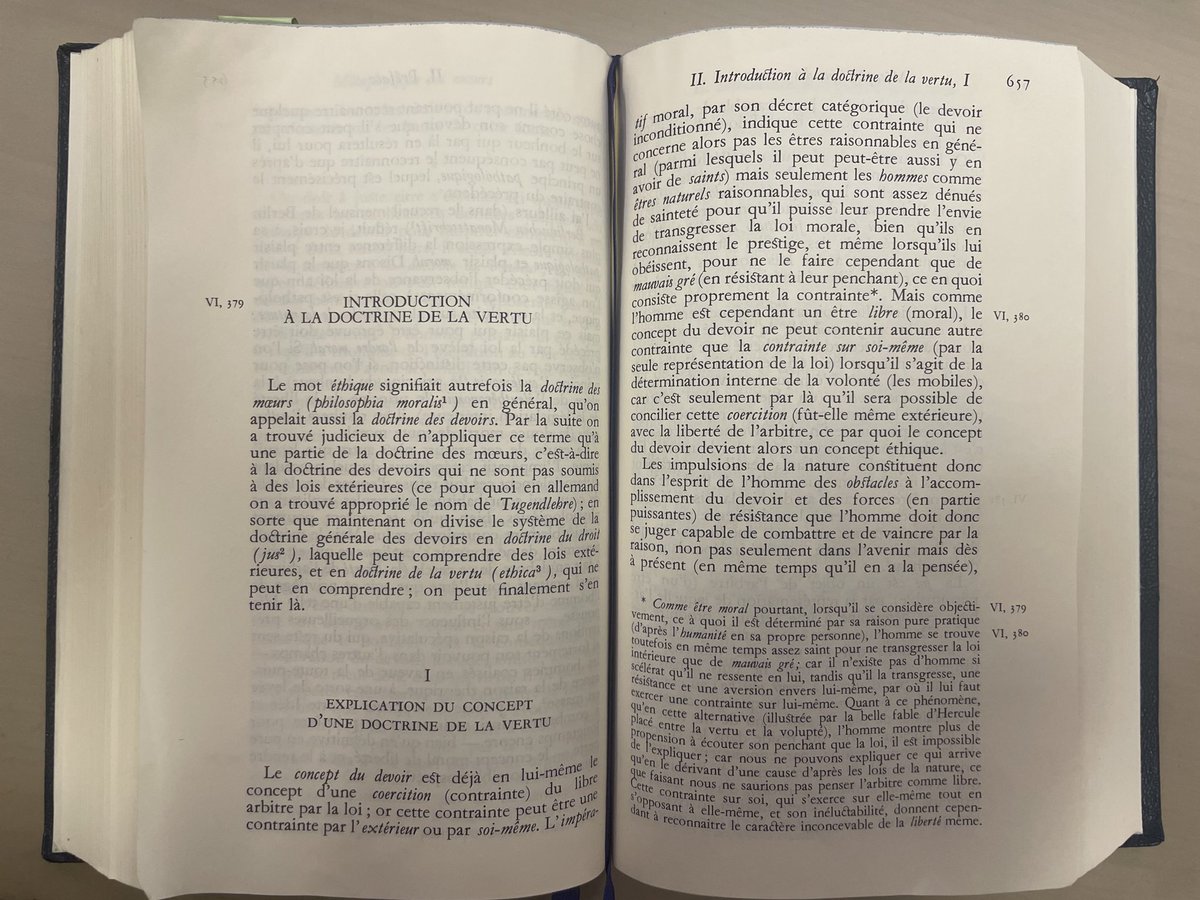 VI, 379
INTRODUCTION
À LA DOCTRINE DE LA VERTU
Le mot éthique signifiait autrefois la doctrine des
mœurs (philosophia moralis¹) en général, qu'on
appelait aussi la doctrine des devoirs. Par la suite on
a trouvé judicieux de n'appliquer ce terme qu'à
une partie de la doctrine des mœurs, c'est-à-dire
à la doctrine des devoirs qui ne sont pas soumis
à des lois extérieures (ce pour quoi en allemand
on a trouvé approprié le nom de Tugendlehre) ; en
sorte que maintenant on divise le système de la
doctrine générale des devoirs en doctrine du droit
(jus²), laquelle peut comprendre des lois exté-
rieures, et en doctrine de la vertu (ethica³), qui ne
peut en comprendre ; on peut finalement s'en
tenir là.
I
EXPLICATION DU CONCEPT
D'UNE DOCTRINE DE LA VERTU
Le concept du devoir est déjà en lui-même le
concept d'une coercition (contrainte) du libre
arbitre par la loi ; or cette contrainte peut être une
contrainte par l'extérieur ou par soi-même. L'impéra-
II. Introduction à la doctrine de la vertu, I 657
tif moral, par son décret catégorique (le devoir
inconditionné), indique cette contrainte qui ne
concerne alors pas les êtres raisonnables en géné-
ral (parmi lesquels il peut peut-être aussi y en
avoir de saints) mais seulement les hommes comme
êtres naturels raisonnables, qui sont assez dénués
de sainteté pour qu'il puisse leur prendre l'envie
de transgresser la loi morale, bien qu'ils en
reconnaissent le prestige, et même lorsqu'ils lui
obéissent, pour ne le faire cependant que de
mauvais gré (en résistant à leur penchant), ce en quoi
consiste proprement la contrainte*. Mais comme
l'homme est cependant un être libre (moral), le VI, 380
concept du devoir ne peut contenir aucune autre
contrainte que la contrainte sur soi-même (par la
seule représentation de la loi) lorsqu'il s'agit de la
détermination interne de la volonté (les mobiles),
car c'est seulement par là qu'il sera possible de
concilier cette coercition (fût-elle même extérieure),
avec la liberté de l'arbitre, ce par quoi le concept
du devoir devient alors un concept éthique.
Les impulsions de la nature constituent donc
dans l'esprit de l'homme des obstacles à l'accom-
plissement du devoir et des forces (en partie
puissantes) de résistance que l'homme doit donc
se juger capable de combattre et de vaincre par la
raison, non pas seulement dans l'avenir mais dès
à présent (en même temps qu'il en a la pensée),
* Comme être moral pourtant, lorsqu'il se considère objecti- VI, 379
vement, ce à quoi il est déterminé par sa raison pure pratique
(d'après l'humanité en sa propre personne), l'homme se trouve VI, 380
toutefois en même temps assez saint pour ne transgresser la loi
intérieure que de mauvais gré ; car il n'existe pas d'homme si
scélérat qu'il ne ressente en lui, tandis qu'il la transgresse, une
résistance et une aversion envers lui-même, par où il lui faut
exercer une contrainte sur lui-même. Quant à ce phénomène,
qu'en cette alternative (illustrée par la belle fable d'Hercule
placé entre la vertu et la volupté), l'homme montre plus de
propension à écouter son penchant que la loi, il est impossible
de l'expliquer ; car nous ne pouvons expliquer ce qui arrive
qu'en le dérivant d'une cause d'après les lois de la nature, ce
que faisant nous ne saurions pas penser l'arbitre comme libre.
Cette contrainte sur soi, qui s'exerce sur elle-même tout en
s'opposant à elle-même, et son inéluctabilité, donnent cepen-
dant à reconnaitre le caractère inconcevable de la liberté même.